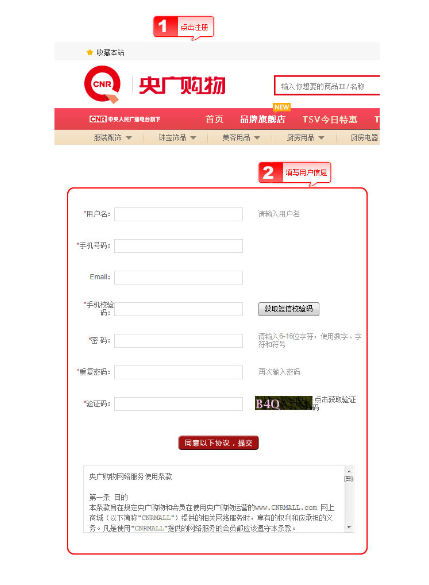 1 点击注册
收藏本站
CNR 央广购物
请输入您想要的商品ID/名称
NEW
CNR 中央人民广播电台旗下 首页 品牌旗舰店 TSV今日特惠
服装配饰 珠宝饰品 美容用品 厨房用品 厨房电器
2 填写用户信息
*用户名: 请输入用户名
*手机号码:
Email:
*手机校验码: 获取短信校验码
*密 码: 请输入6-16位字符，使用数字、字符和符号
*重复密码: 再次输入密码
*验证码: B4Q 点击获取验证码
同意以下协议，提交
央广购物网络服务使用条款
第一条 目的
本条款旨在规定央广购物和会员在使用央广购物运营的www.CNRMALL.com 网上
商城（以下简称"CNRMALL"）提供的相关网络服务时，享有的权利和应承担的义
务。凡是使用"CNRMALL"提供的网络服务的会员都应该遵守本条款。